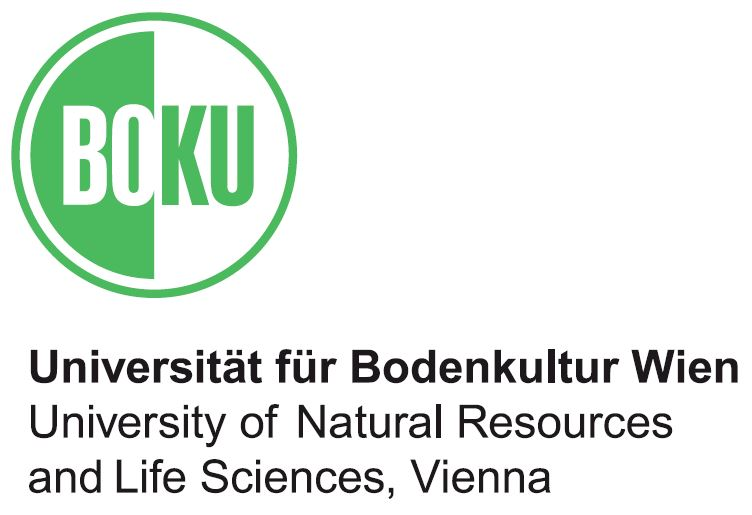 BOKU
Universität für Bodenkultur Wien
University of Natural Resources
and Life Sciences, Vienna